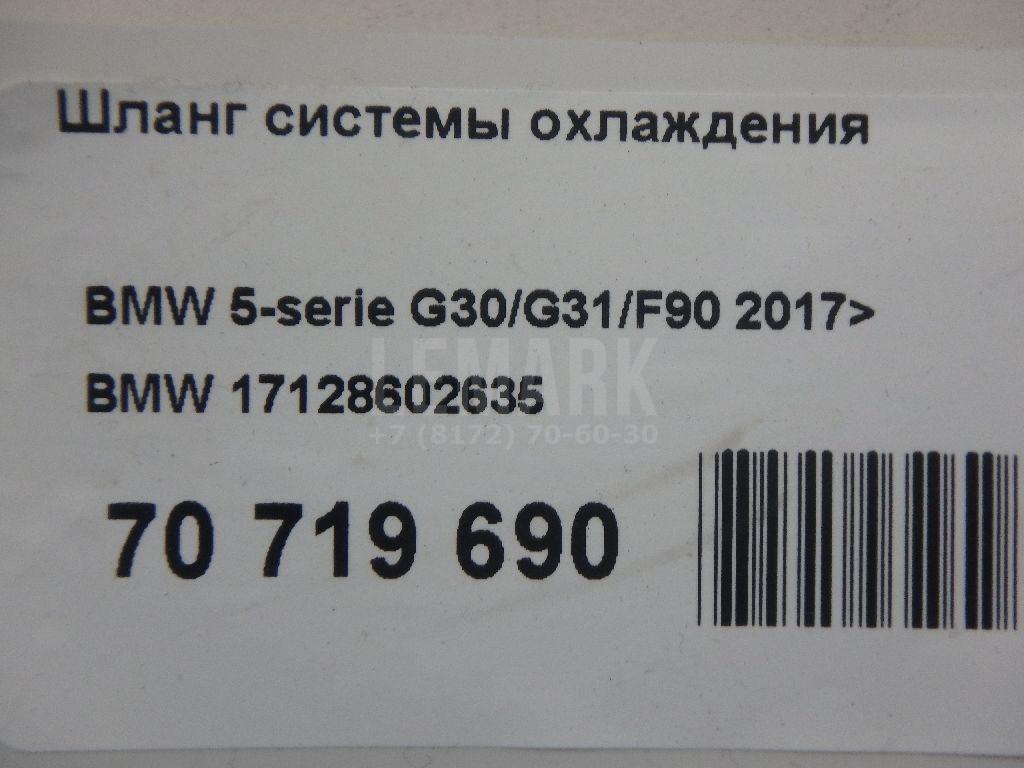 Шланг системы охлаждения
BMW 5-serie G30/G31/F90 2017>
LEMARK
BMW 17128602635
+7 (8172) 70-60-30
70 719 690